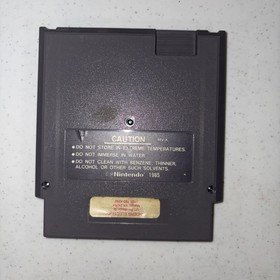 CAUTION
•DO NOT STORE IN EXTREME TEMPERATURES.
•DO NOT IMMERSE IN WATER.
•DO NOT CLEAN WITH BENZENE, THINNER,
ALCOHOL OR OTHER SUCH SOLVENTS.
©Nintendo 1985